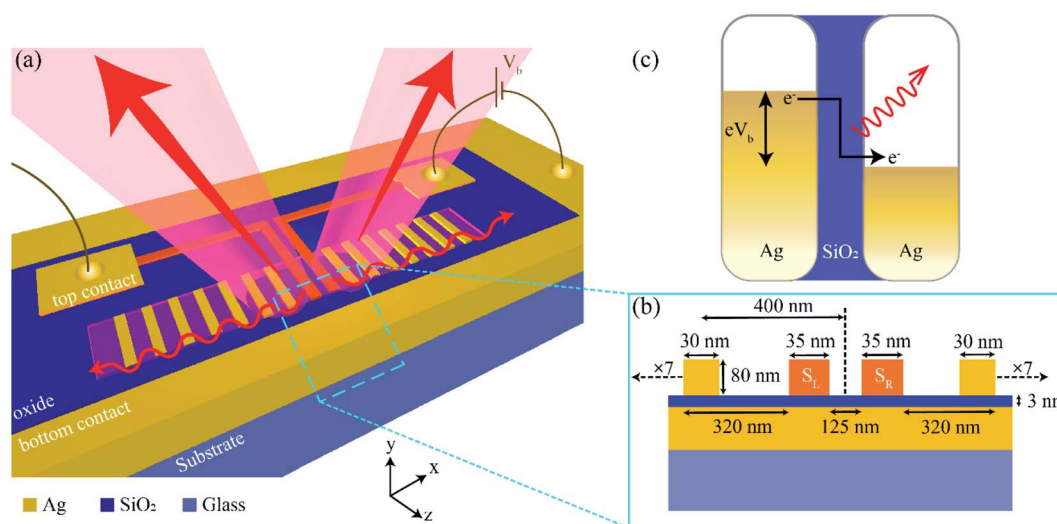 (a)
V_b
top contact
oxide
bottom contact
Substrate
y
x
z
Ag
SiO₂
Glass
(c)
e⁻
eV_b
e⁻
Ag
SiO₂
Ag
(b)
400 nm
30 nm
35 nm
35 nm
30 nm
×7
80 nm
S_L
S_R
×7
3 nm
320 nm
125 nm
320 nm